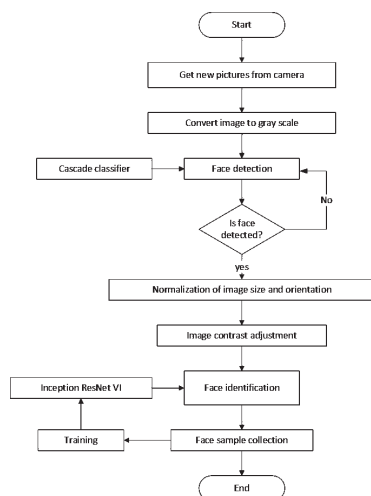 Start
Get new pictures from camera
Convert image to gray scale
Cascade classifier
Face detection
No
Is face
detected?
yes
Normalization of image size and orientation
Image contrast adjustment
Inception ResNet VI
Face identification
Training
Face sample collection
End